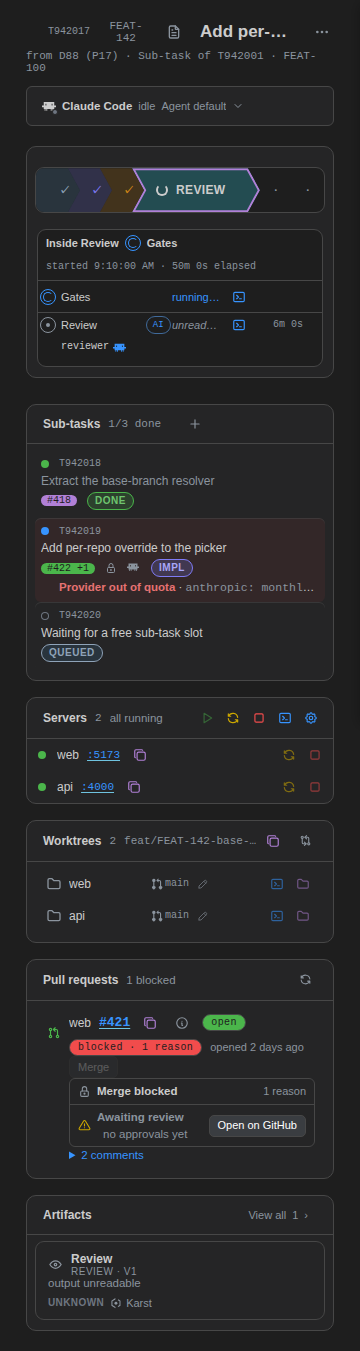 T942017 FEAT-142 Add per-…
from D88 (P17) · Sub-task of T942001 · FEAT-100
Claude Code idle Agent default
REVIEW
Inside Review Gates
started 9:10:00 AM · 50m 0s elapsed
Gates running…
Review AI unread… 6m 0s
reviewer
Sub-tasks 1/3 done
T942018
Extract the base-branch resolver
#418 DONE
T942019
Add per-repo override to the picker
#422 +1 IMPL
Provider out of quota · anthropic: monthl…
T942020
Waiting for a free sub-task slot
QUEUED
Servers 2 all running
web :5173
api :4000
Worktrees 2 feat/FEAT-142-base-…
web main
api main
Pull requests 1 blocked
web #421 open
blocked · 1 reason opened 2 days ago
Merge
Merge blocked 1 reason
Awaiting review
no approvals yet
Open on GitHub
2 comments
Artifacts View all 1 ›
Review
REVIEW · V1
output unreadable
UNKNOWN Karst